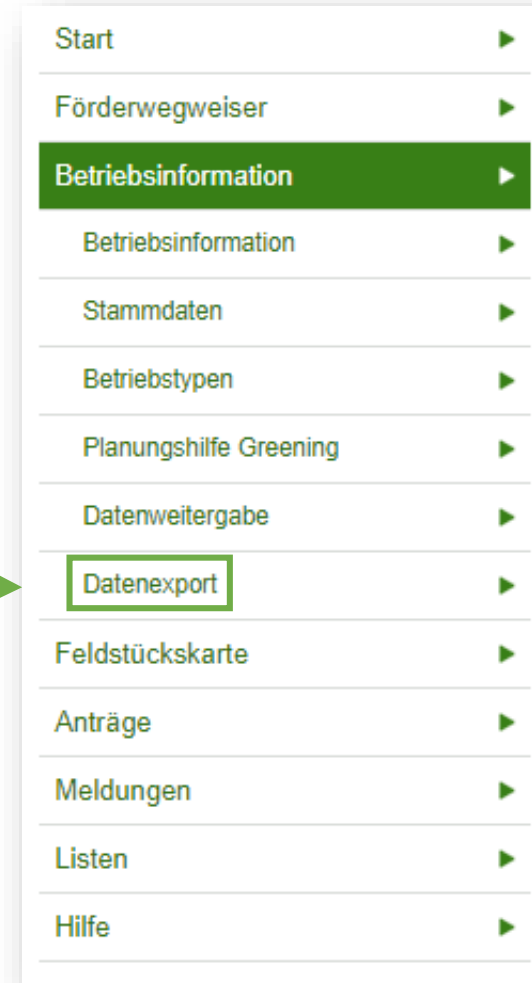 Start
Förderwegweiser
Betriebsinformation
Betriebsinformation
Stammdaten
Betriebstypen
Planungshilfe Greening
Datenweitergabe
Datenexport
Feldstückskarte
Anträge
Meldungen
Listen
Hilfe